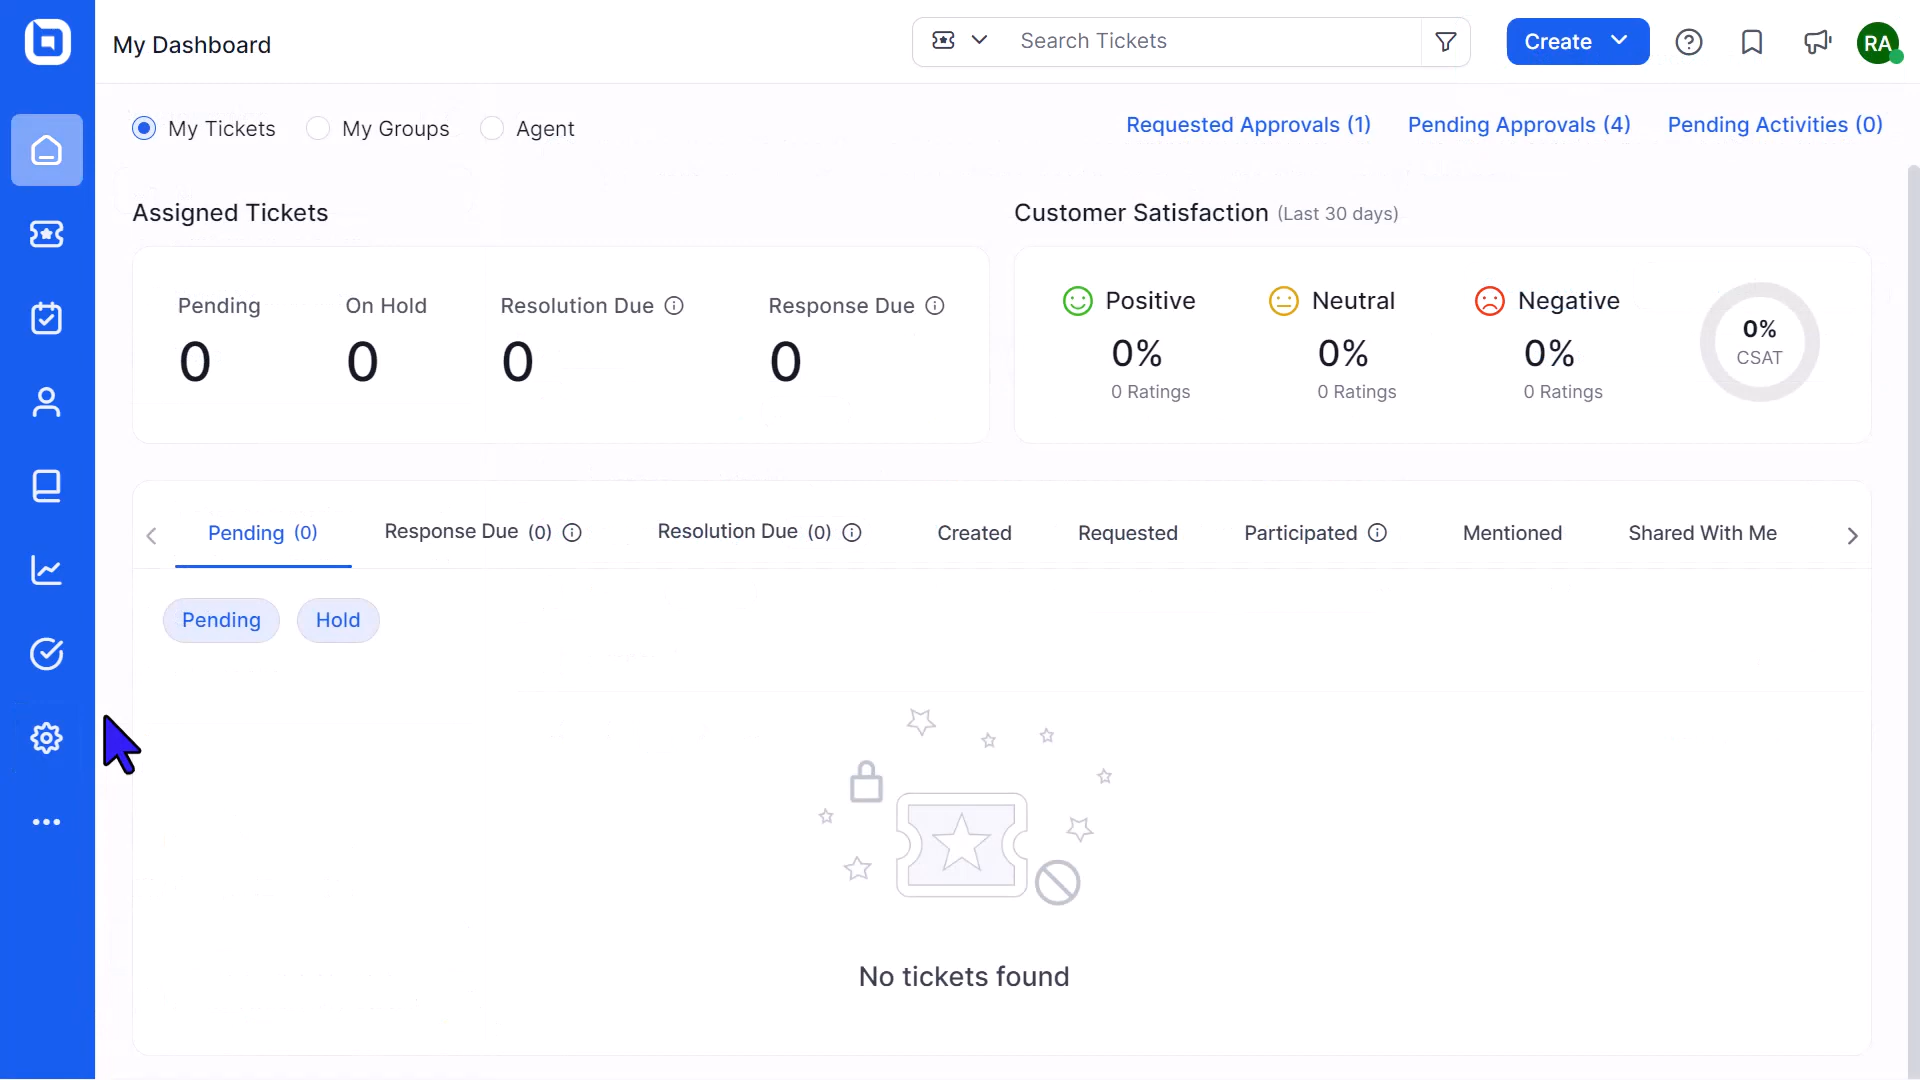 My Dashboard
Search Tickets
Create
RA
My Tickets
My Groups
Agent
Requested Approvals (1)
Pending Approvals (4)
Pending Activities (0)
Assigned Tickets
Customer Satisfaction (Last 30 days)
Pending
On Hold
Resolution Due
Response Due
0
0
0
0
Positive
Neutral
Negative
0%
0%
0%
0 Ratings
0 Ratings
0 Ratings
0%
CSAT
Pending (0)
Response Due (0)
Resolution Due (0)
Created
Requested
Participated
Mentioned
Shared With Me
Pending
Hold
No tickets found